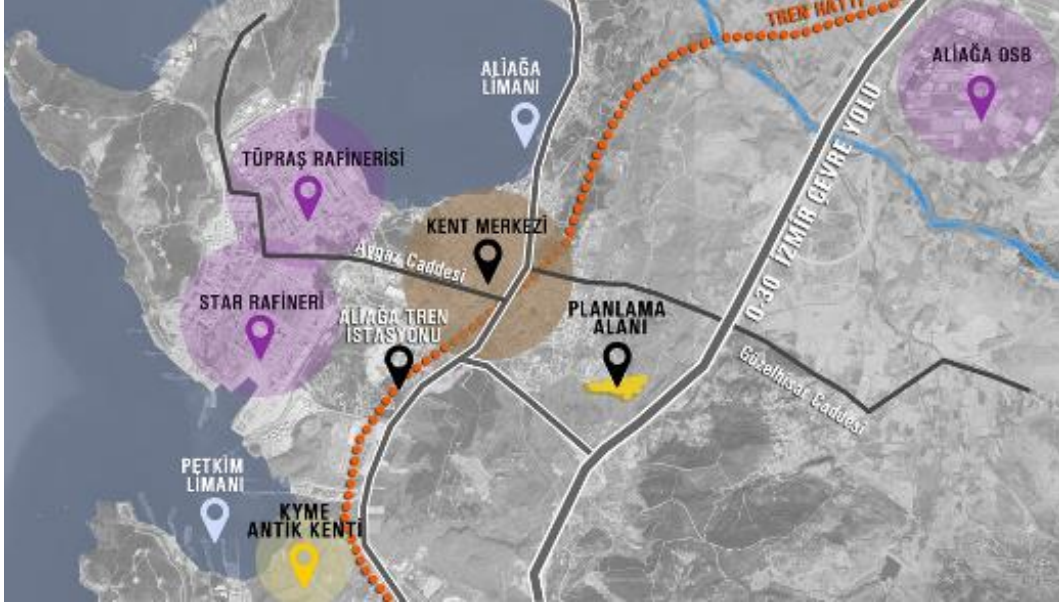 TREN HATTI
ALİAĞA OSB
ALİAĞA
LİMANI
0-30 İZMİR ÇEVRE YOLU
TÜPRAŞ RAFİNERİSİ
KENT MERKEZİ
Aygaz Caddesi
STAR RAFİNERİ
ALİAĞA TREN
İSTASYONU
PLANLAMA
ALANI
Güzelhisar Caddesi
PETKİM
LİMANI
KYME
ANTİK KENTİ